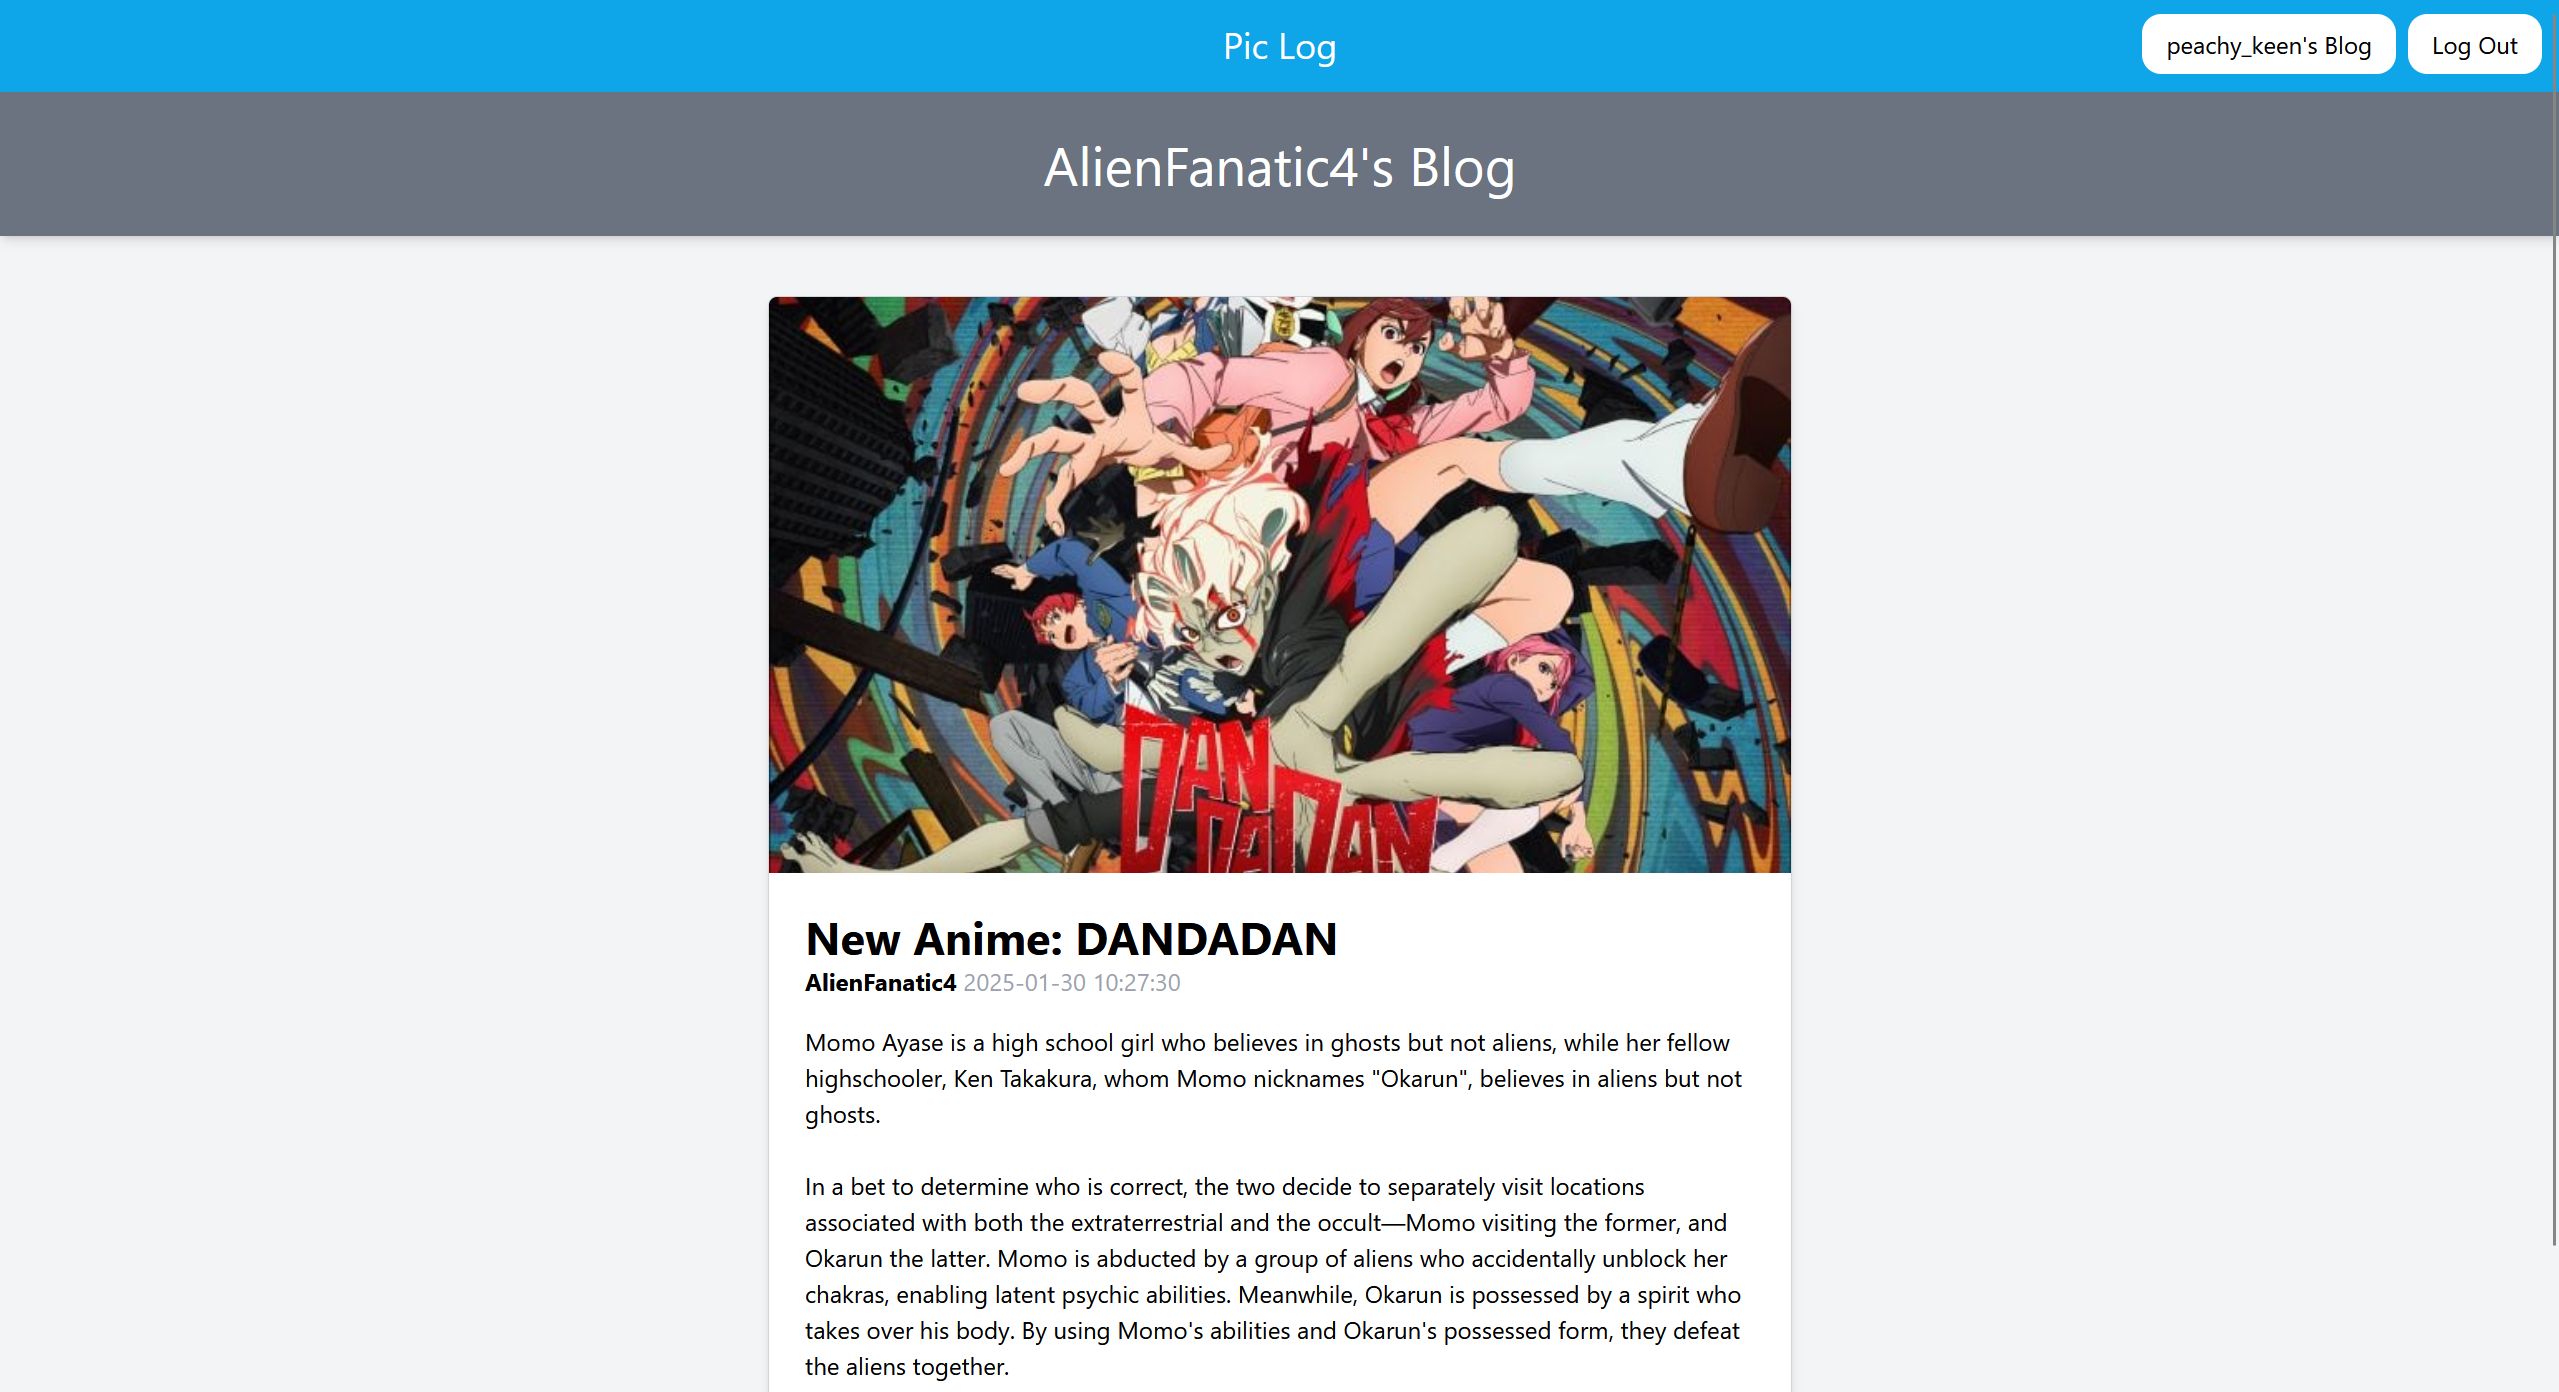 Pic Log
peachy_keen's Blog
Log Out
AlienFanatic4's Blog
DAN
DADAN
New Anime: DANDADAN
AlienFanatic4 2025-01-30 10:27:30
Momo Ayase is a high school girl who believes in ghosts but not aliens, while her fellow
highschooler, Ken Takakura, whom Momo nicknames "Okarun", believes in aliens but not
ghosts.
In a bet to determine who is correct, the two decide to separately visit locations
associated with both the extraterrestrial and the occult—Momo visiting the former, and
Okarun the latter. Momo is abducted by a group of aliens who accidentally unblock her
chakras, enabling latent psychic abilities. Meanwhile, Okarun is possessed by a spirit who
takes over his body. By using Momo's abilities and Okarun's possessed form, they defeat
the aliens together.